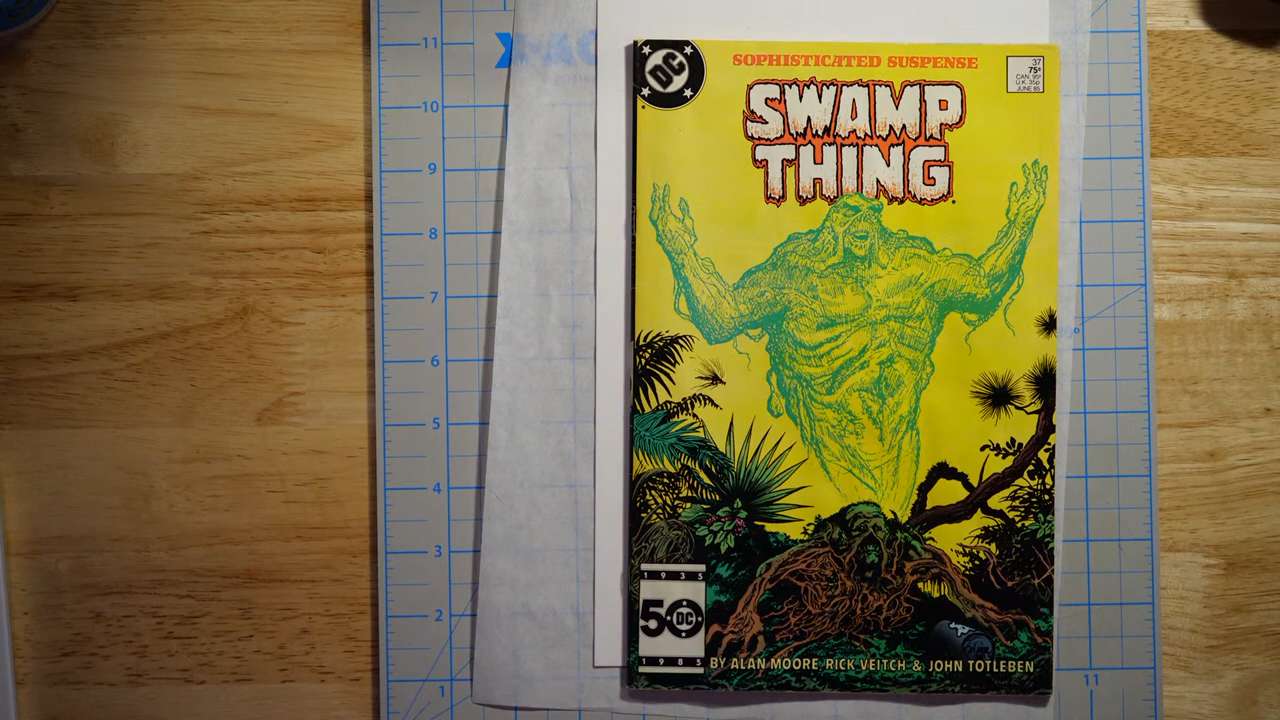 SOPHISTICATED SUSPENSE
DC
37
75¢
CAN. 95¢
U.K. 35p
JUNE 85
SWAMP
THING
1935
50
DC
1985
BY ALAN MOORE RICK VEITCH & JOHN TOTLEBEN
11
10
9
8
7
6
5
4
3
2
1
11